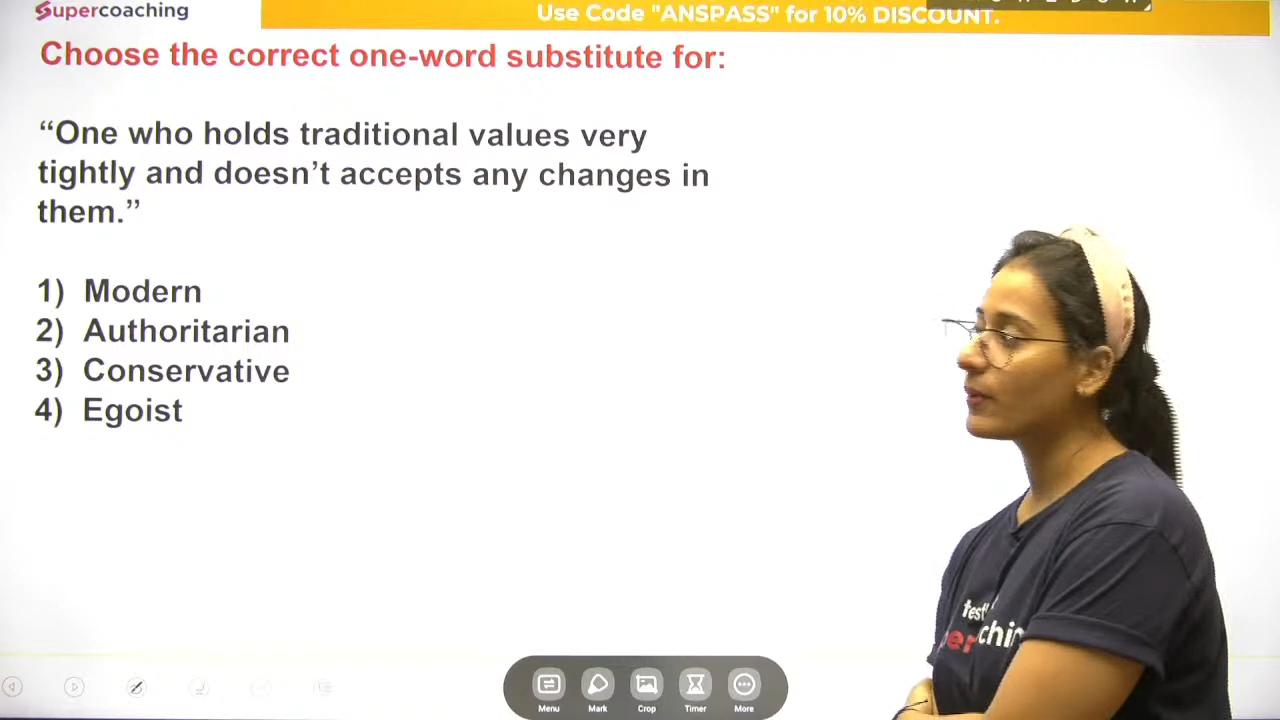 Supercoaching
Use Code "ANSPASS" for 10% DISCOUNT.
Choose the correct one-word substitute for:
“One who holds traditional values very
tightly and doesn’t accepts any changes in
them.”
1) Modern
2) Authoritarian
3) Conservative
4) Egoist
Menu Mark Crop Timer More